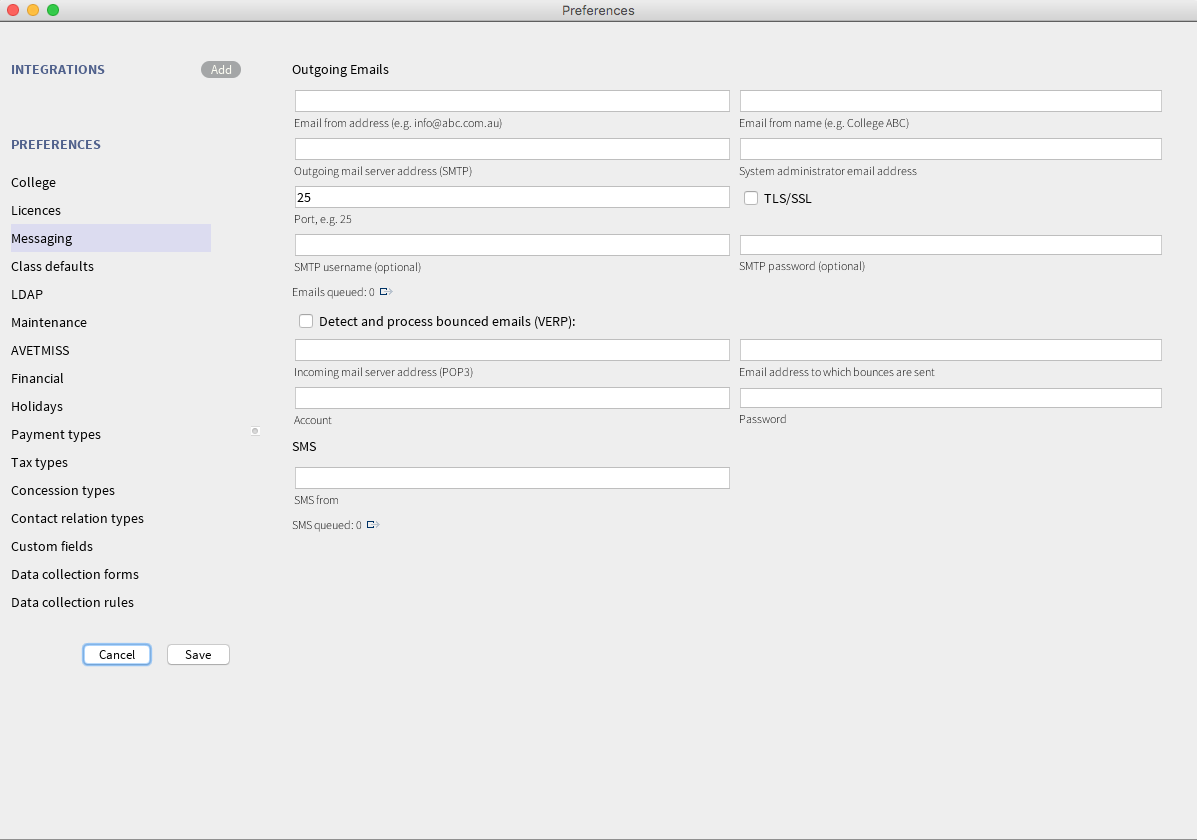 Preferences
INTEGRATIONS
Add
PREFERENCES
College
Licences
Messaging
Class defaults
LDAP
Maintenance
AVETMISS
Financial
Holidays
Payment types
Tax types
Concession types
Contact relation types
Custom fields
Data collection forms
Data collection rules
Cancel
Save
Outgoing Emails
Email from address (e.g. info@abc.com.au)
Email from name (e.g. College ABC)
Outgoing mail server address (SMTP)
System administrator email address
25
TLS/SSL
Port, e.g. 25
SMTP username (optional)
SMTP password (optional)
Emails queued: 0
Detect and process bounced emails (VERP):
Incoming mail server address (POP3)
Email address to which bounces are sent
Account
Password
SMS
SMS from
SMS queued: 0